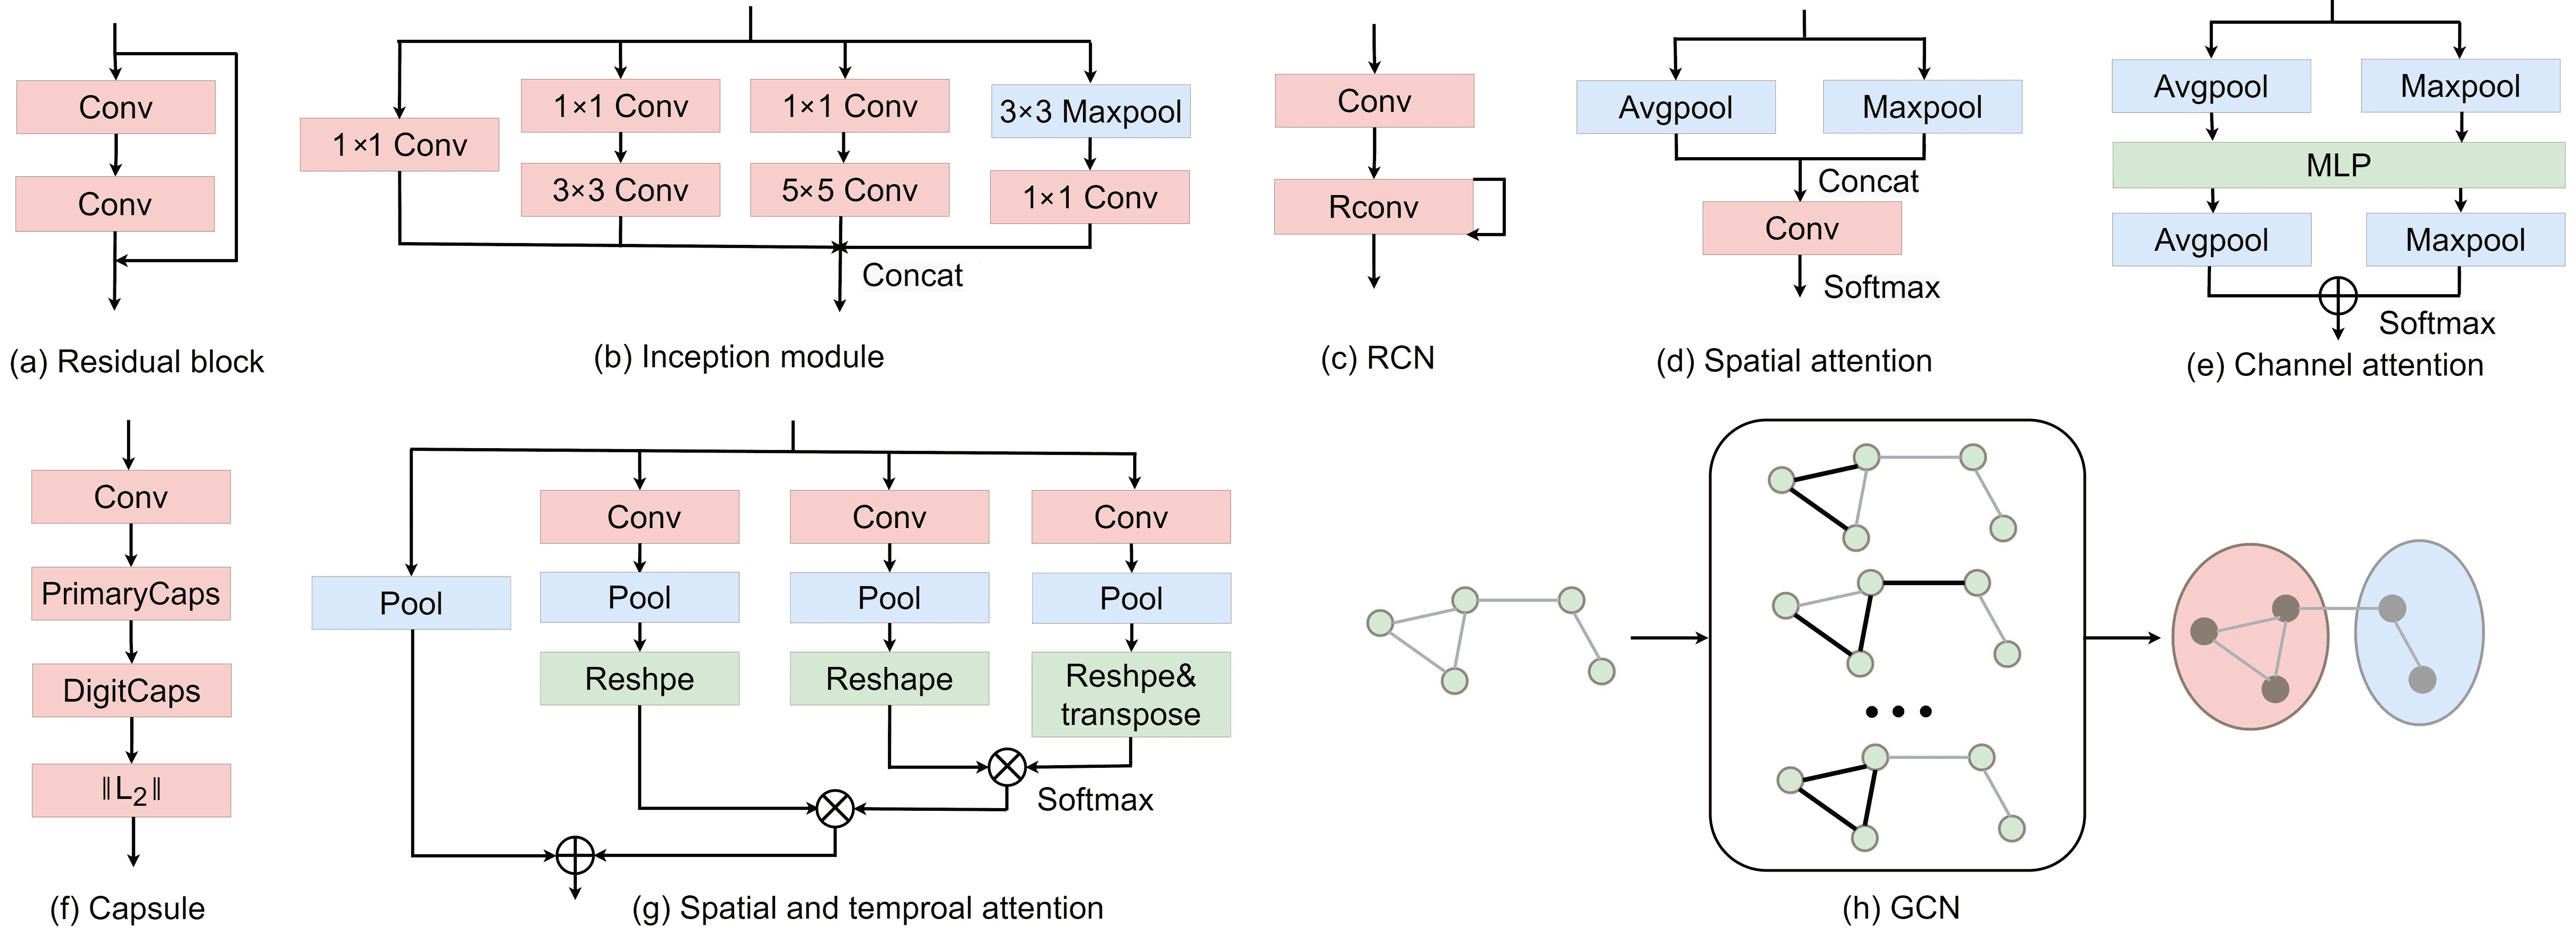 Conv
Conv
(a) Residual block
1×1 Conv
1×1 Conv
3×3 Conv
1×1 Conv
5×5 Conv
3×3 Maxpool
1×1 Conv
Concat
(b) Inception module
Conv
Rconv
(c) RCN
Avgpool
Maxpool
Concat
Conv
Softmax
(d) Spatial attention
Avgpool
Maxpool
MLP
Avgpool
Maxpool
Softmax
(e) Channel attention
Conv
PrimaryCaps
DigitCaps
‖L2‖
(f) Capsule
Pool
Conv
Pool
Reshpe
Conv
Pool
Reshape
Conv
Pool
Reshpe&
transpose
Softmax
(g) Spatial and temproal attention
(h) GCN